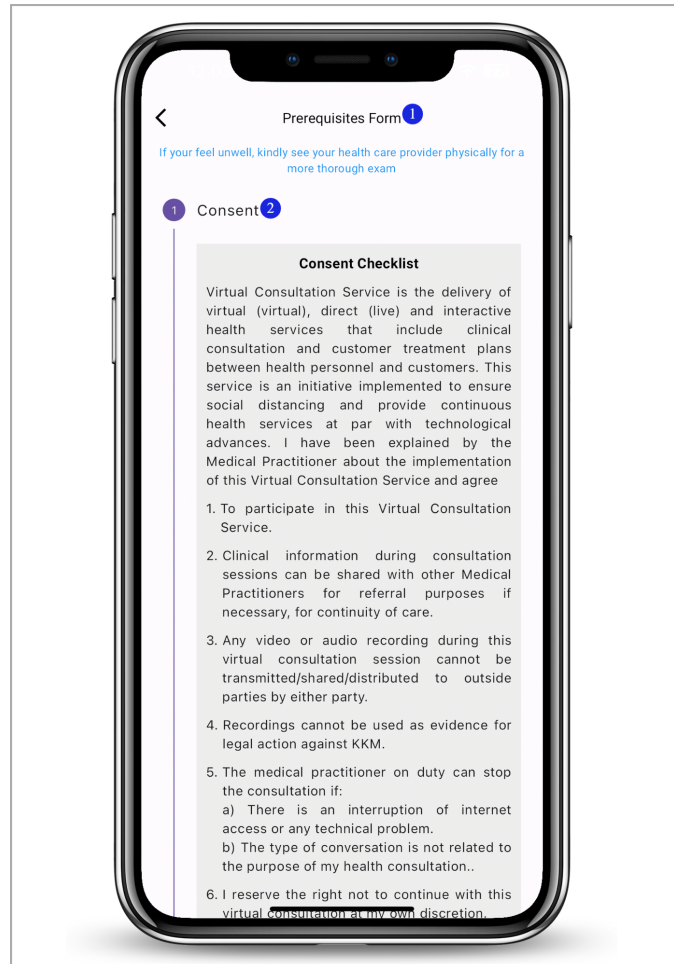 Prerequisites Form 1
If your feel unwell, kindly see your health care provider physically for a
more thorough exam
1 Consent 2
Consent Checklist
Virtual Consultation Service is the delivery of
virtual (virtual), direct (live) and interactive
health services that include clinical
consultation and customer treatment plans
between health personnel and customers. This
service is an initiative implemented to ensure
social distancing and provide continuous
health services at par with technological
advances. I have been explained by the
Medical Practitioner about the implementation
of this Virtual Consultation Service and agree
1. To participate in this Virtual Consultation
Service.
2. Clinical information during consultation
sessions can be shared with other Medical
Practitioners for referral purposes if
necessary, for continuity of care.
3. Any video or audio recording during this
virtual consultation session cannot be
transmitted/shared/distributed to outside
parties by either party.
4. Recordings cannot be used as evidence for
legal action against KKM.
5. The medical practitioner on duty can stop
the consultation if:
a) There is an interruption of internet
access or any technical problem.
b) The type of conversation is not related to
the purpose of my health consultation..
6. I reserve the right not to continue with this
virtual consultation at my own discretion.